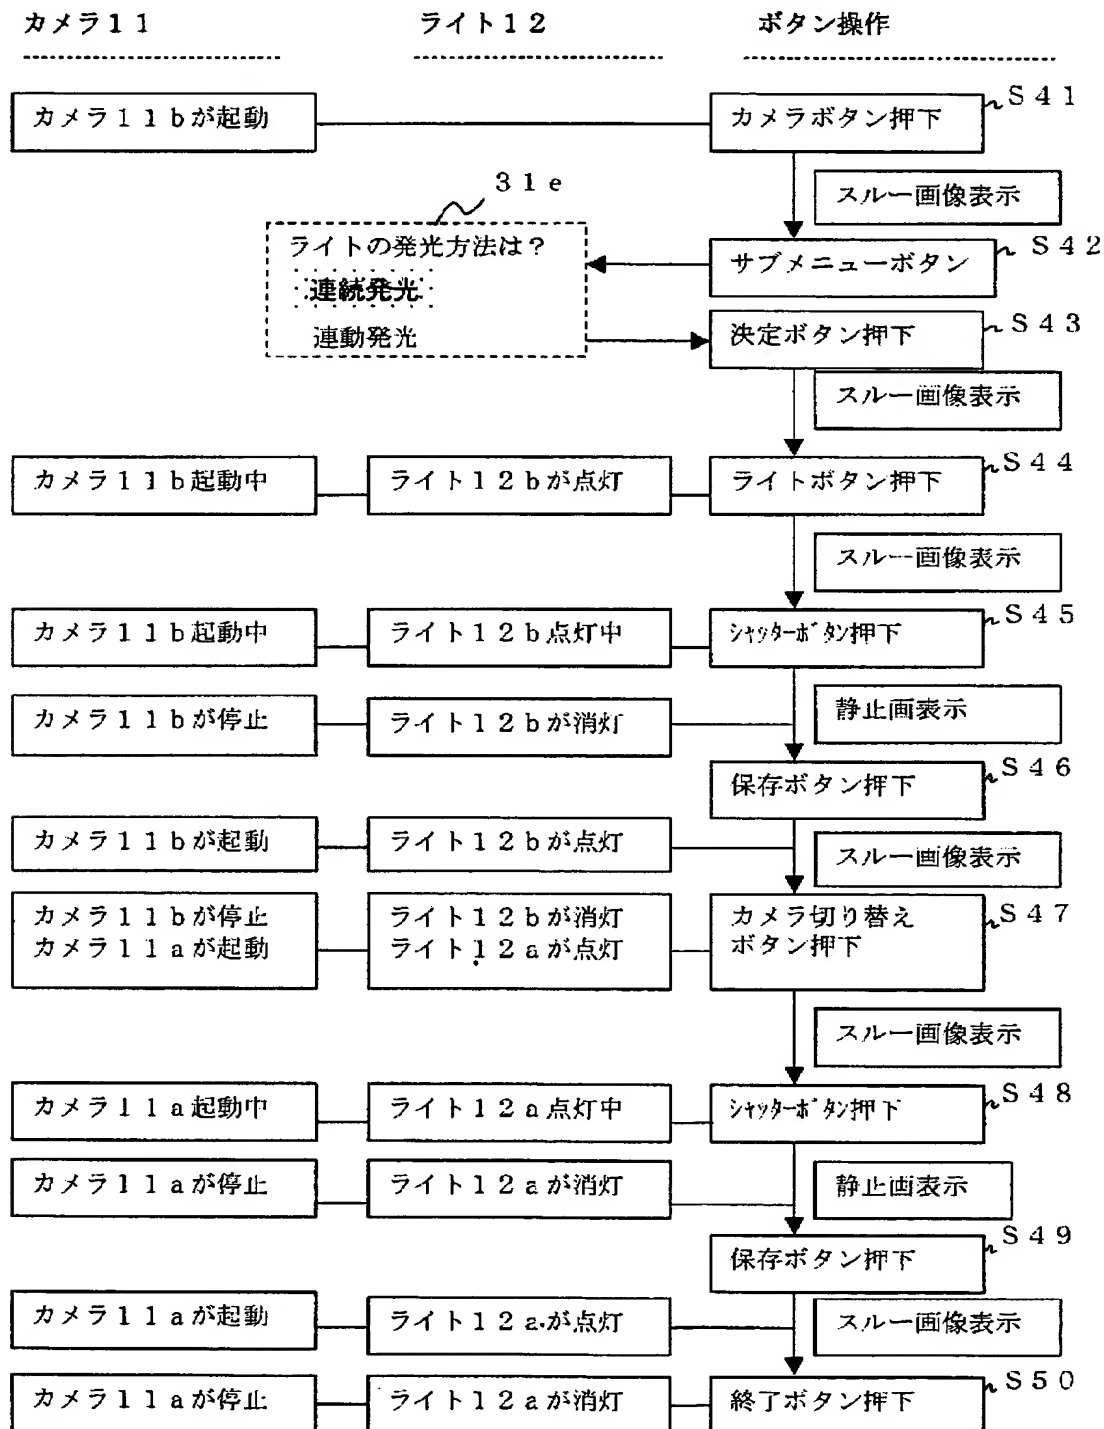 カメラ１１ ライト１２ ボタン操作
カメラ１１ｂが起動 カメラボタン押下 Ｓ４１
スルー画像表示
３１ｅ
ライトの発光方法は？ サブメニューボタン Ｓ４２
連続発光
連動発光 決定ボタン押下 Ｓ４３
スルー画像表示
カメラ１１ｂ起動中 ライト１２ｂが点灯 ライトボタン押下 Ｓ４４
スルー画像表示
カメラ１１ｂ起動中 ライト１２ｂ点灯中 ｼｬｯﾀｰﾎﾞﾀﾝ押下 Ｓ４５
カメラ１１ｂが停止 ライト１２ｂが消灯 静止画表示
保存ボタン押下 Ｓ４６
カメラ１１ｂが起動 ライト１２ｂが点灯 スルー画像表示
カメラ１１ｂが停止 ライト１２ｂが消灯 カメラ切り替え Ｓ４７
カメラ１１ａが起動 ライト１２ａが点灯 ボタン押下
スルー画像表示
カメラ１１ａ起動中 ライト１２ａ点灯中 ｼｬｯﾀｰﾎﾞﾀﾝ押下 Ｓ４８
カメラ１１ａが停止 ライト１２ａが消灯 静止画表示
保存ボタン押下 Ｓ４９
カメラ１１ａが起動 ライト１２ａが点灯 スルー画像表示
カメラ１１ａが停止 ライト１２ａが消灯 終了ボタン押下 Ｓ５０